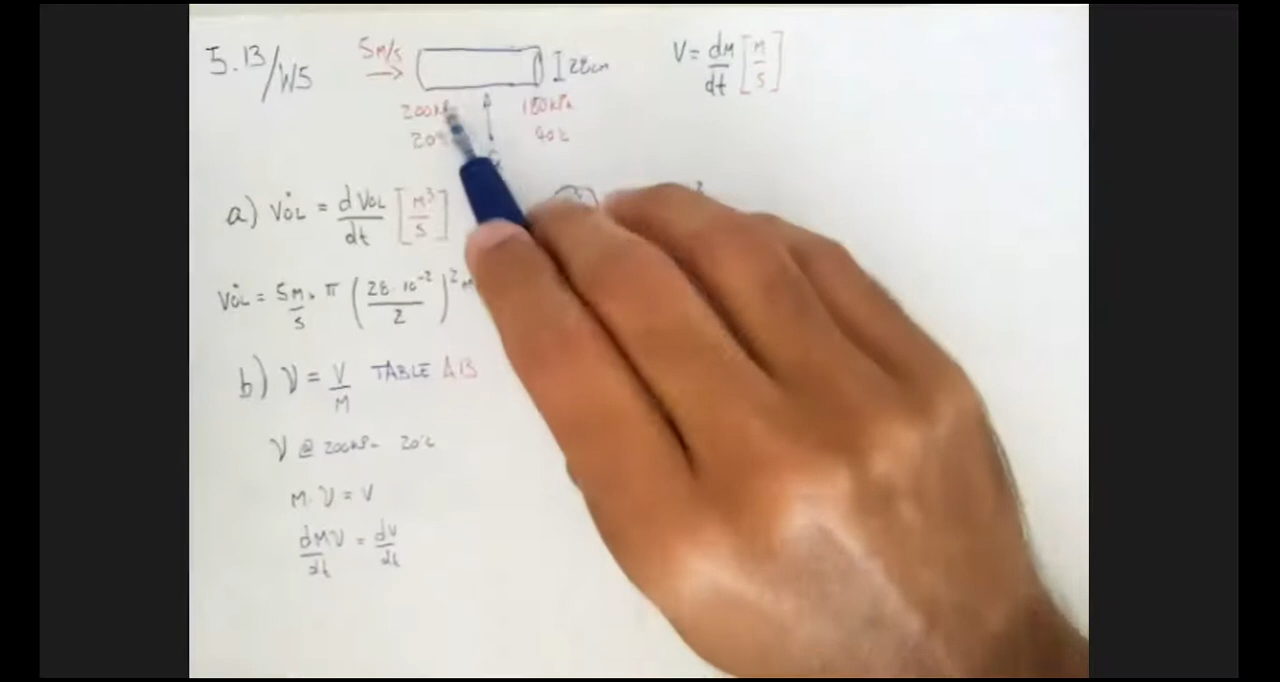 5.13/W5
5M/S
28cm
V = dM/dt [M/S]
200kPa 180kPa
20 40°C
Q
a) VOL = dVOL/dt [M³/S]
VOL = 5M/S × π (28·10⁻²/2)² M
b) ν = V/M TABLE A13
ν @ 200kPa 20°C
M·ν = V
dMν/dt = dV/dt